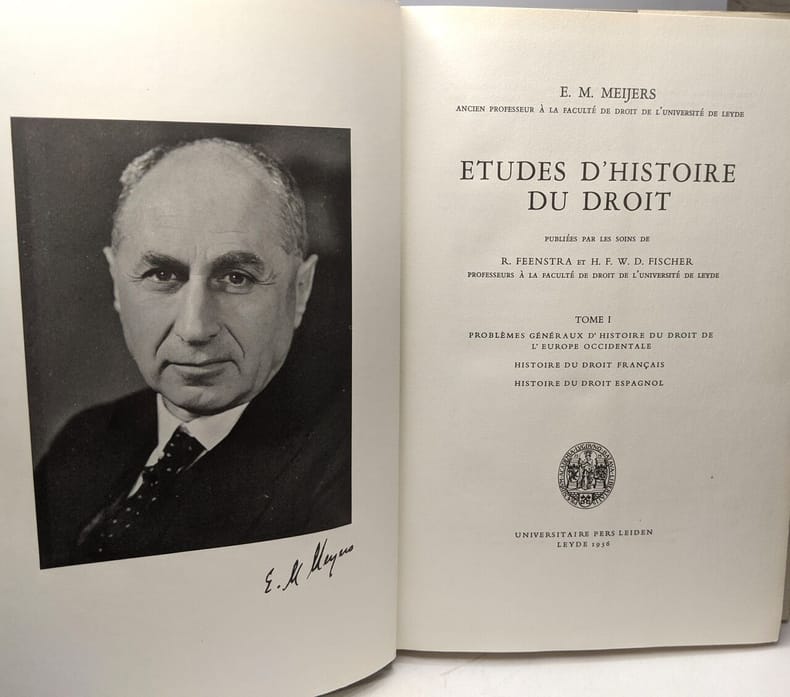 E. M Meijers
E. M. MEIJERS
ANCIEN PROFESSEUR À LA FACULTÉ DE DROIT DE L'UNIVERSITÉ DE LEYDE
ETUDES D'HISTOIRE
DU DROIT
PUBLIÉES PAR LES SOINS DE
R. FEENSTRA ET H. F. W. D. FISCHER
PROFESSEURS À LA FACULTÉ DE DROIT DE L'UNIVERSITÉ DE LEYDE
TOME I
PROBLÈMES GÉNÉRAUX D'HISTOIRE DU DROIT DE
L'EUROPE OCCIDENTALE
HISTOIRE DU DROIT FRANÇAIS
HISTOIRE DU DROIT ESPAGNOL
UNIVERSITAIRE PERS LEIDEN
LEYDE 1956